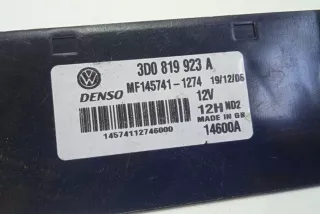 3D0 819 923 A
DENSO MF145741-1274 19/12/06
12V
12H ND2
MADE IN GB
14574112746000 14600A